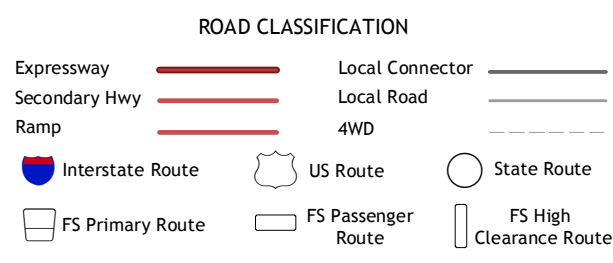 ROAD CLASSIFICATION
Expressway
Local Connector
Secondary Hwy
Local Road
Ramp
4WD
Interstate Route
US Route
State Route
FS Primary Route
FS Passenger
Route
FS High
Clearance Route